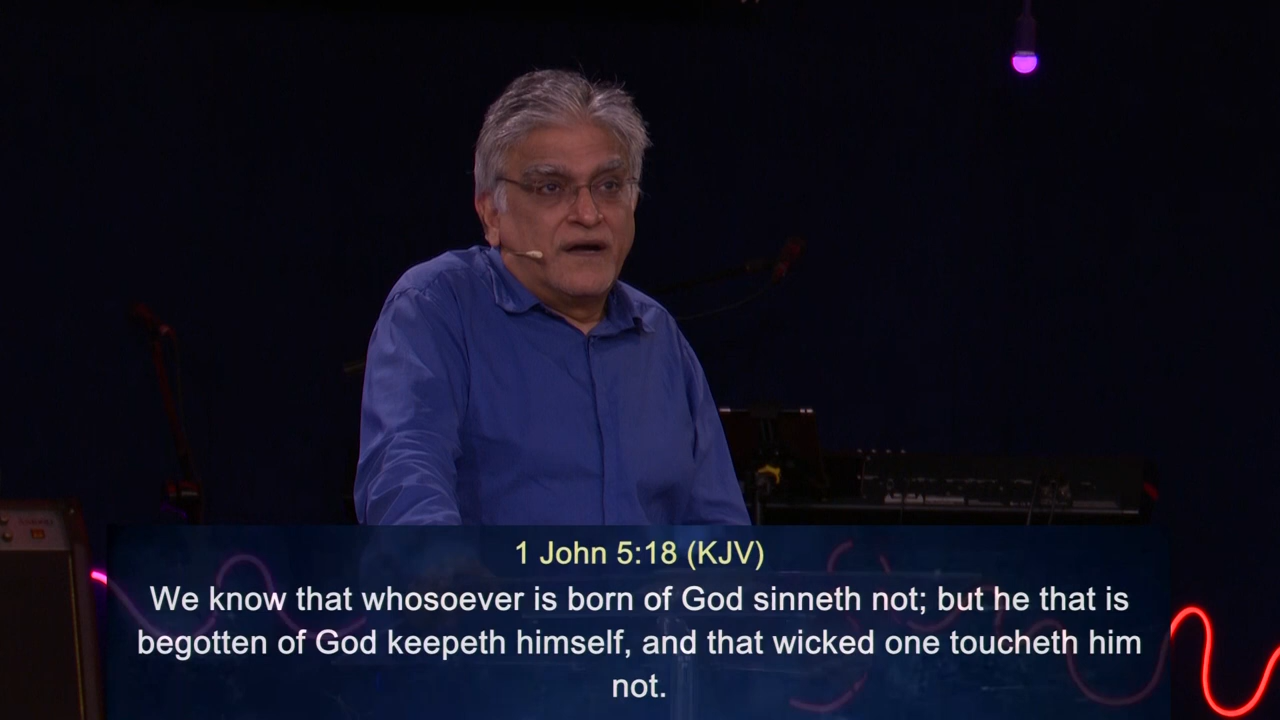 1 John 5:18 (KJV)
We know that whosoever is born of God sinneth not; but he that is
begotten of God keepeth himself, and that wicked one toucheth him
not.